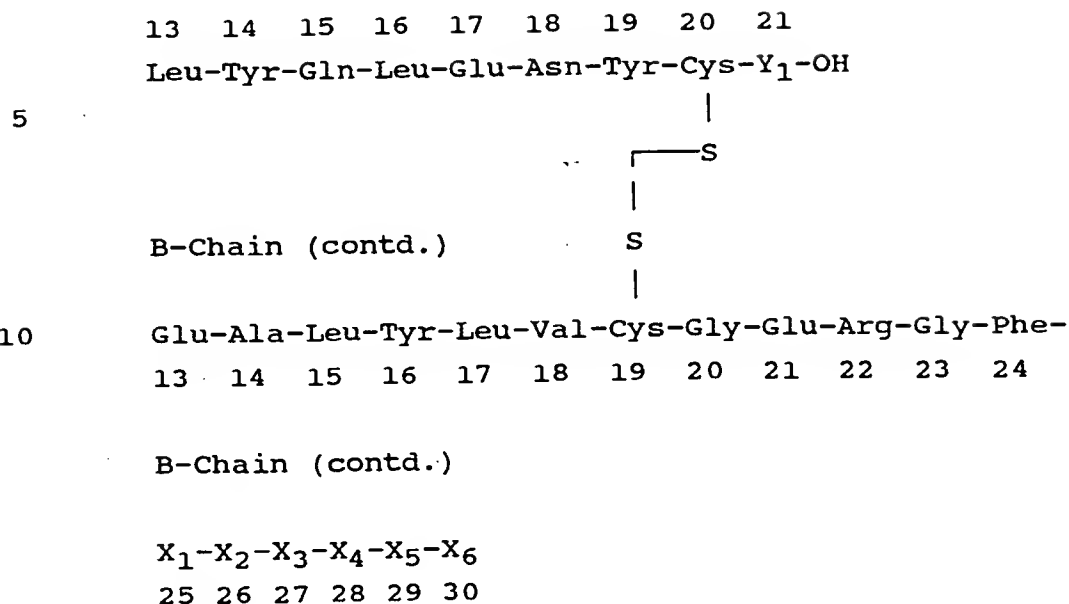 13 14 15 16 17 18 19 20 21
Leu-Tyr-Gln-Leu-Glu-Asn-Tyr-Cys-Y1-OH
5
S
B-Chain (contd.)
S
10 Glu-Ala-Leu-Tyr-Leu-Val-Cys-Gly-Glu-Arg-Gly-Phe-
13 14 15 16 17 18 19 20 21 22 23 24
B-Chain (contd.)
X1-X2-X3-X4-X5-X6
25 26 27 28 29 30